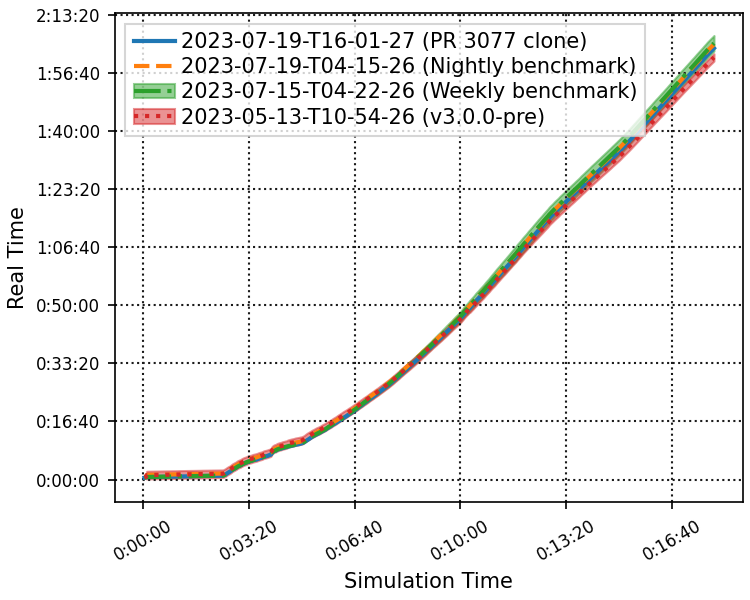 2:13:20
1:56:40
1:40:00
1:23:20
1:06:40
0:50:00
0:33:20
0:16:40
0:00:00
Real Time
2023-07-19-T16-01-27 (PR 3077 clone)
2023-07-19-T04-15-26 (Nightly benchmark)
2023-07-15-T04-22-26 (Weekly benchmark)
2023-05-13-T10-54-26 (v3.0.0-pre)
0:00:00
0:03:20
0:06:40
0:10:00
0:13:20
0:16:40
Simulation Time